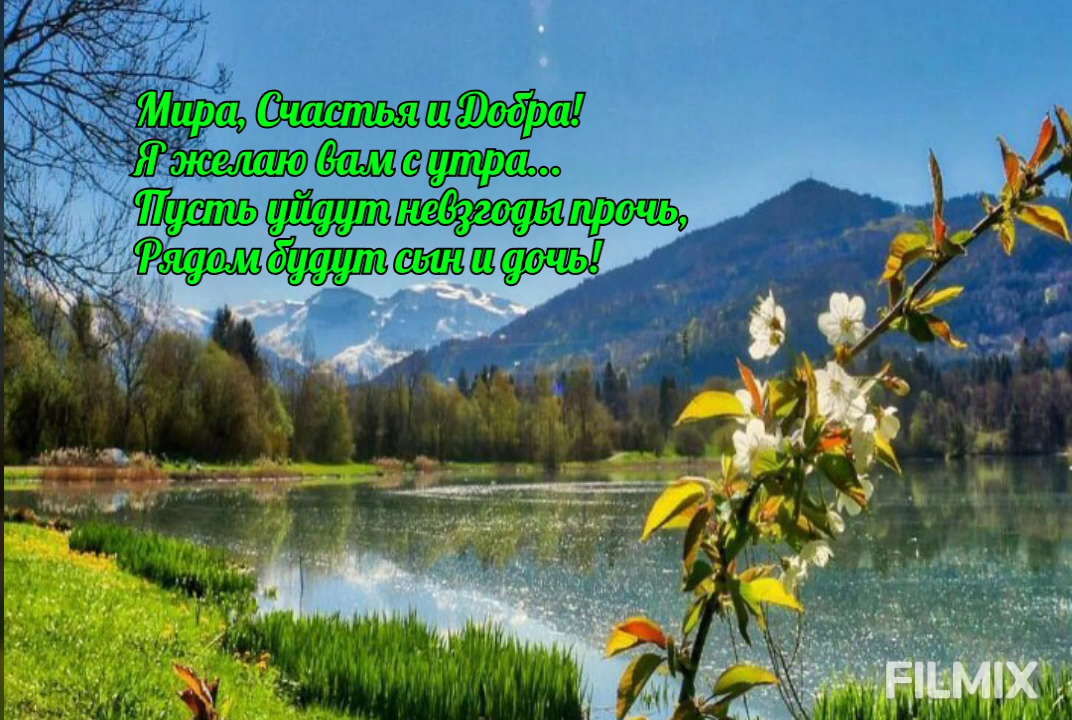 Мира, Счастья и Добра!
Я желаю вам с утра...
Пусть уйдут невзгоды прочь,
Рядом будут сын и дочь!
FILMIX